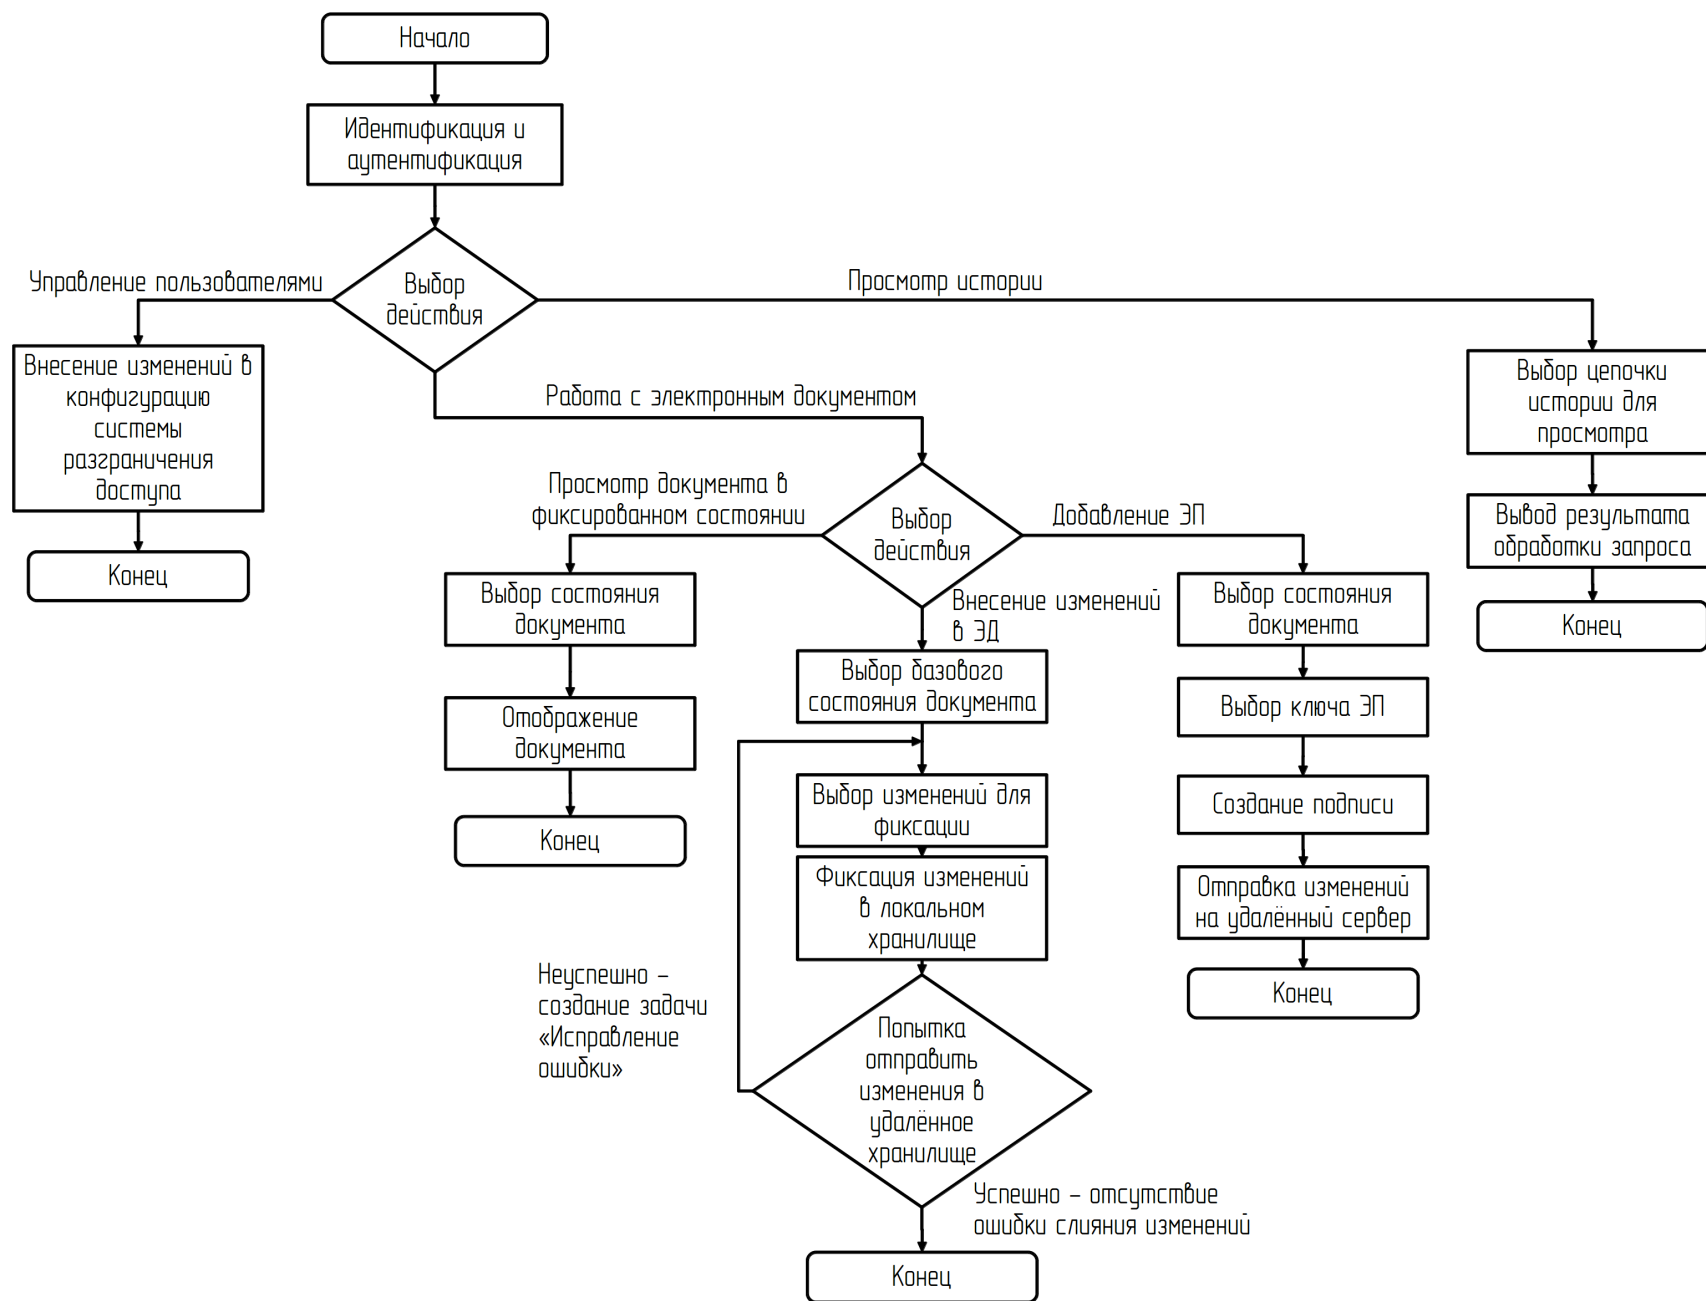 Начало
Идентификация и
аутентификация
Выбор
действия
Управление пользователями
Внесение изменений в
конфигурацию
системы
разграничения
доступа
Конец
Просмотр истории
Выбор цепочки
истории для
просмотра
Вывод результата
обработки запроса
Конец
Работа с электронным документом
Выбор
действия
Просмотр документа в
фиксированном состоянии
Выбор состояния
документа
Отображение
документа
Конец
Внесение изменений
в ЭД
Выбор базового
состояния документа
Выбор изменений для
фиксации
Фиксация изменений
в локальном
хранилище
Попытка
отправить
изменения в
удалённое
хранилище
Неуспешно –
создание задачи
«Исправление
ошибки»
Успешно – отсутствие
ошибки слияния изменений
Конец
Добавление ЭП
Выбор состояния
документа
Выбор ключа ЭП
Создание подписи
Отправка изменений
на удалённый сервер
Конец